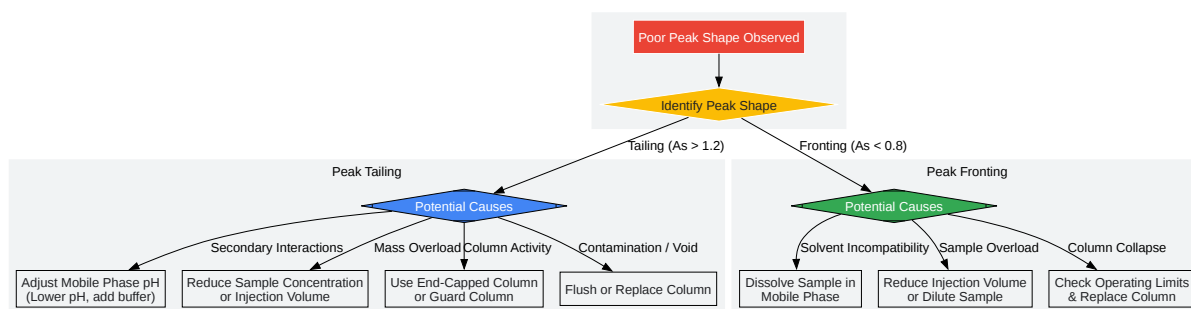 Poor Peak Shape Observed
Identify Peak Shape
Tailing (As > 1.2)
Fronting (As < 0.8)
Peak Tailing
Peak Fronting
Potential Causes
Potential Causes
Secondary Interactions
Mass Overload
Column Activity
Contamination / Void
Solvent Incompatibility
Sample Overload
Column Collapse
Adjust Mobile Phase pH
(Lower pH, add buffer)
Reduce Sample Concentration
or Injection Volume
Use End-Capped Column
or Guard Column
Flush or Replace Column
Dissolve Sample in
Mobile Phase
Reduce Injection Volume
or Dilute Sample
Check Operating Limits
& Replace Column